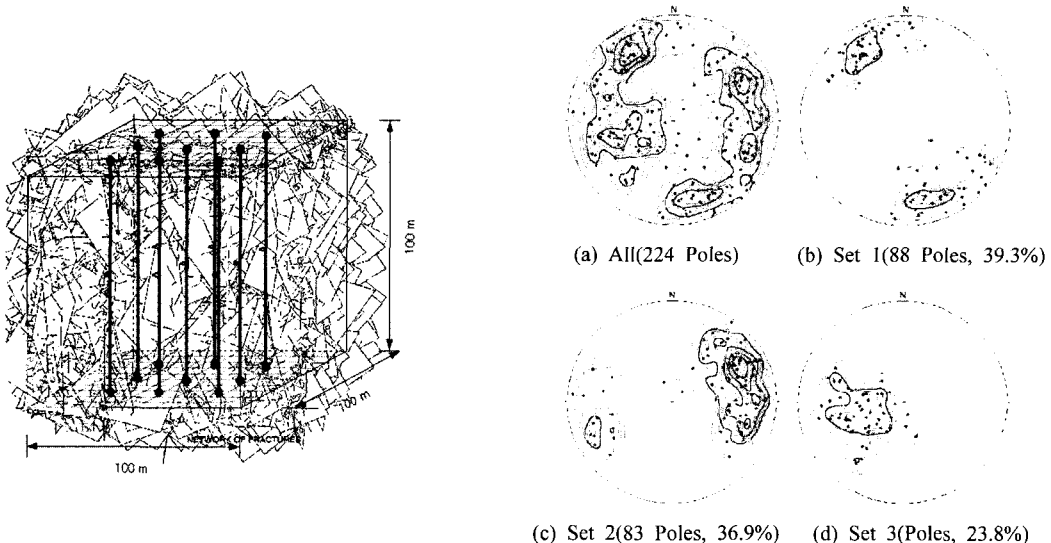 N
N
(a) All(224 Poles)
(b) Set 1(88 Poles, 39.3%)
N
N
(c) Set 2(83 Poles, 36.9%)
(d) Set 3(Poles, 23.8%)
100 m
100 m
NETWORK OF FRACTURES
100 m